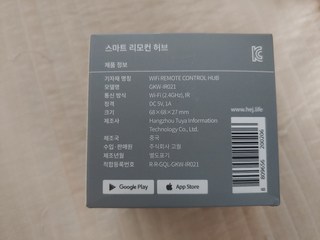 스마트 리모컨 허브
제품 정보
기자재 명칭 WIFI REMOTE CONTROL HUB
모델명 GKW-IR021
통신 방식 Wi-Fi (2.4GHz), IR
정격 DC 5V, 1A
크기 68 × 68 × 27 mm
제조사 Hangzhou Tuya Information
Technology Co., Ltd.
제조국 중국
수입 · 판매원 주식회사 고퀄
제조년월 별도표기
적합등록번호 R-R-GQL-GKW-IR021
www.hej.life
Google Play
App Store